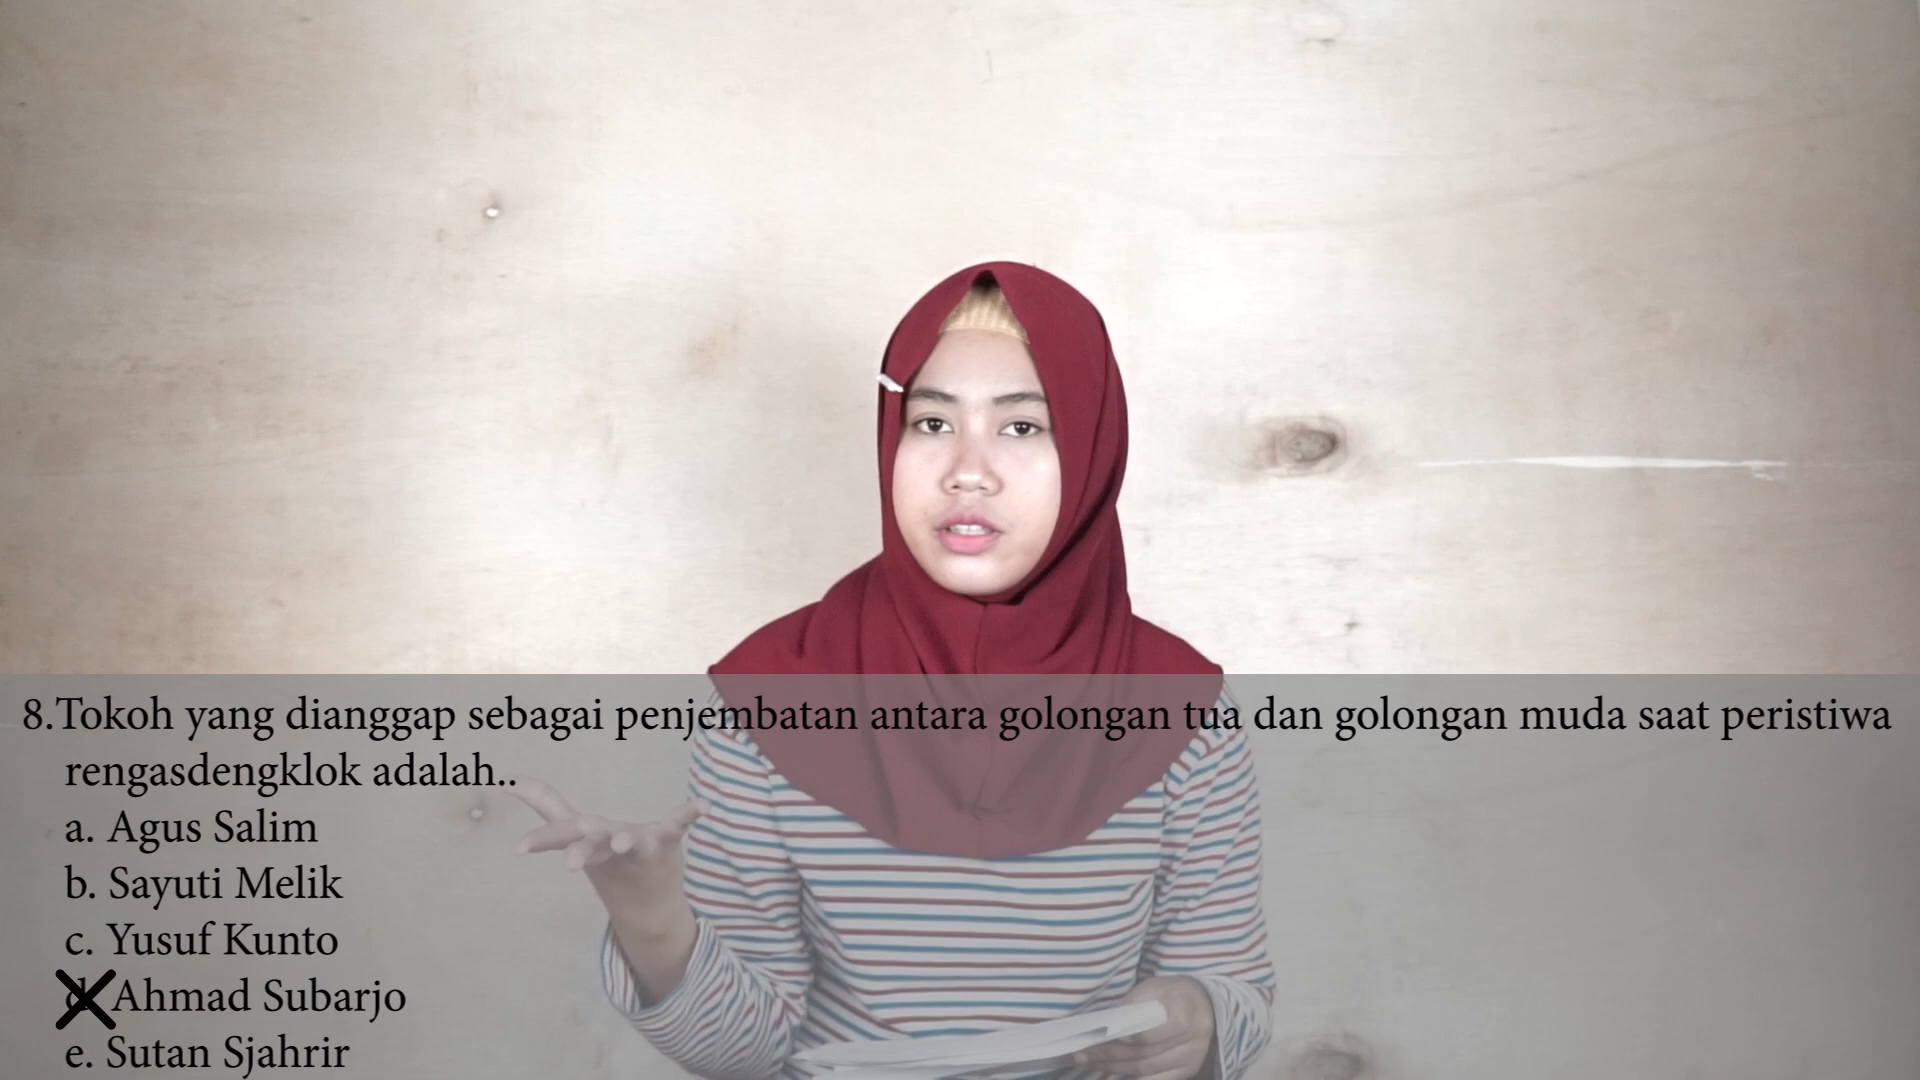 8.Tokoh yang dianggap sebagai penjembatan antara golongan tua dan golongan muda saat peristiwa
rengasdengklok adalah..
a. Agus Salim
b. Sayuti Melik
c. Yusuf Kunto
d. Ahmad Subarjo
e. Sutan Sjahrir